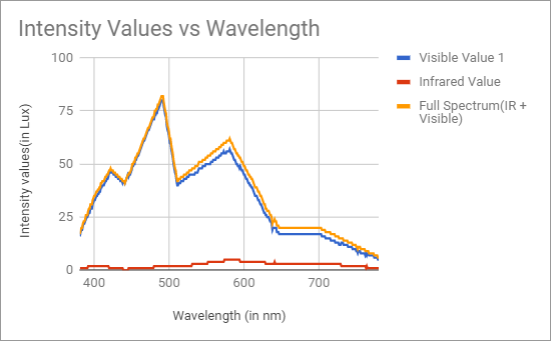 Intensity Values vs Wavelength
Intensity values(in Lux)
100
75
50
25
0
400
500
600
700
Wavelength (in nm)
Visible Value 1
Infrared Value
Full Spectrum(IR +
Visible)